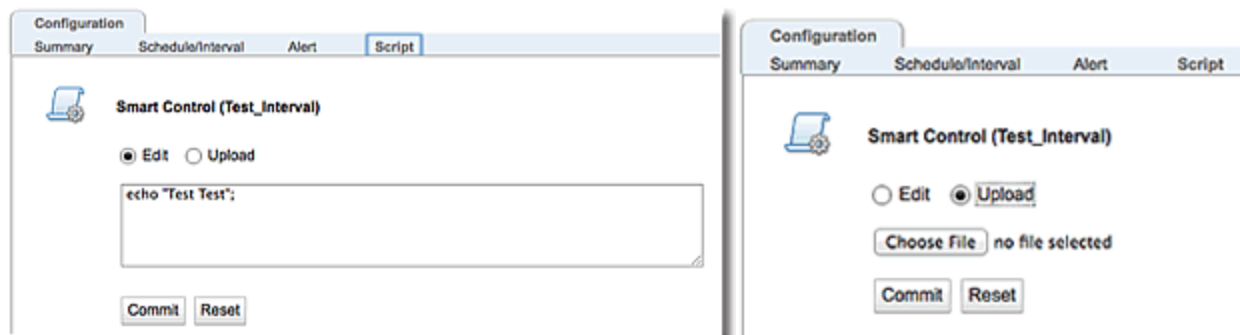 Configuration
Summary Schedule/Interval Alert Script
Smart Control (Test_Interval)
Edit Upload
echo "Test Test";
Commit Reset
Configuration
Summary Schedule/Interval Alert Script
Smart Control (Test_Interval)
Edit Upload
Choose File no file selected
Commit Reset